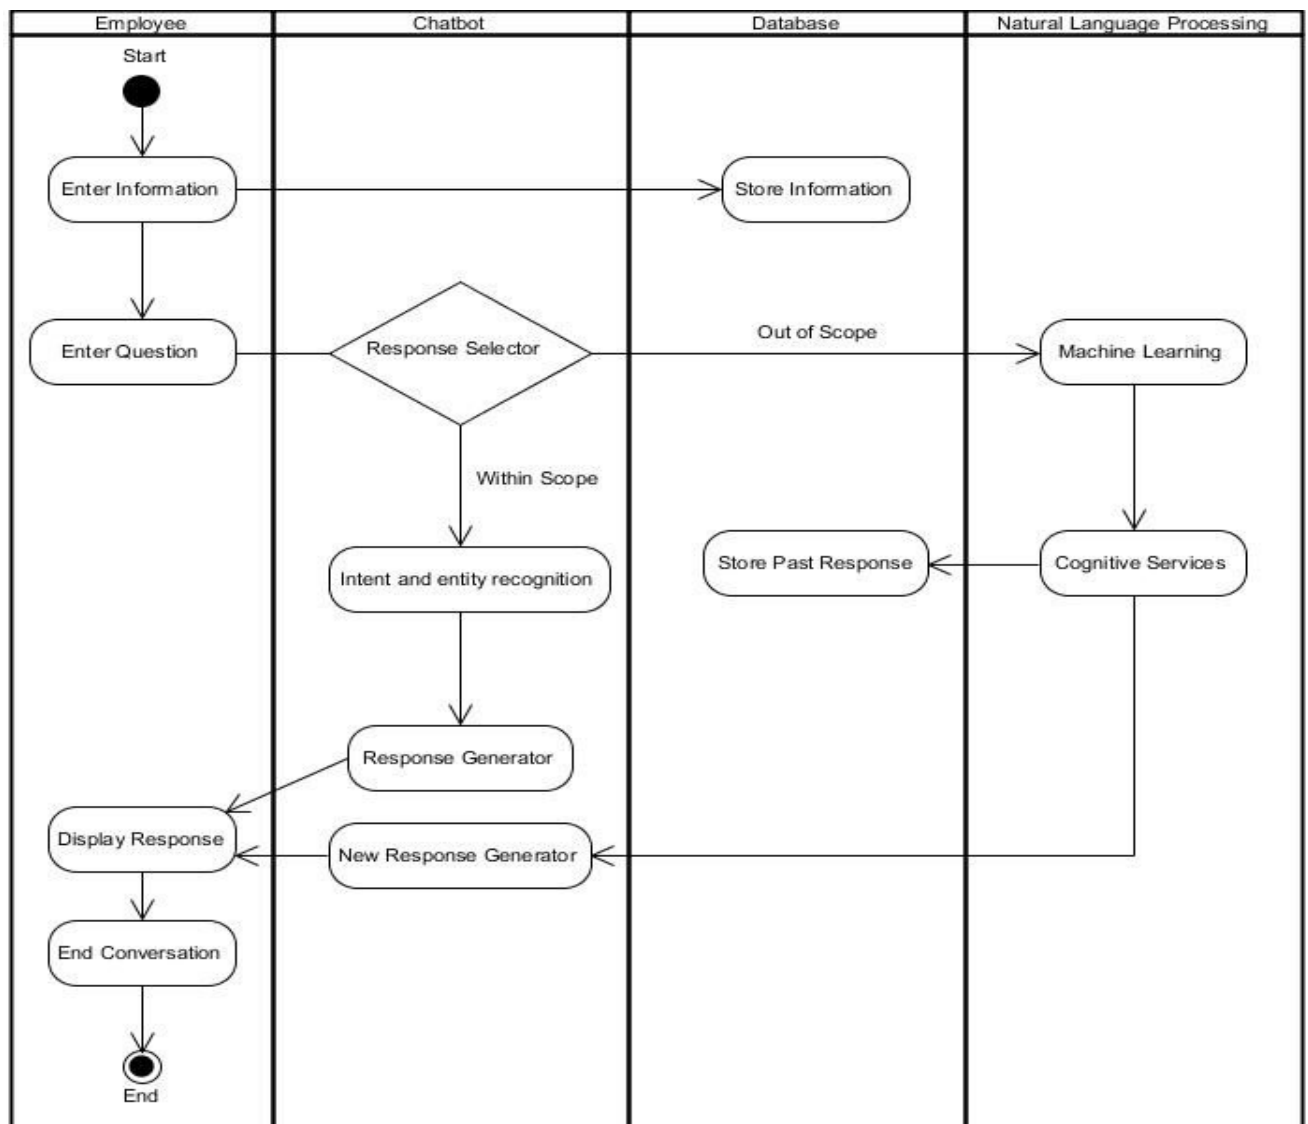 Employee
Chatbot
Database
Natural Language Processing
Start
Enter Information
Store Information
Enter Question
Response Selector
Out of Scope
Machine Learning
Within Scope
Intent and entity recognition
Store Past Response
Cognitive Services
Response Generator
Display Response
New Response Generator
End Conversation
End